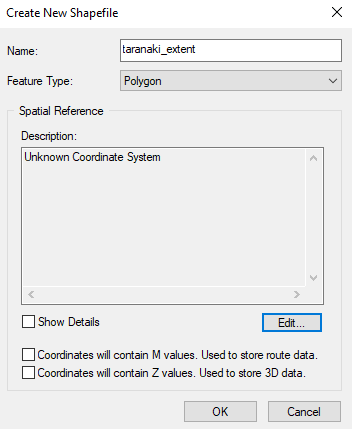 Create New Shapefile
Name:
taranaki_extent
Feature Type:
Polygon
Spatial Reference
Description:
Unknown Coordinate System
Show Details
Edit...
Coordinates will contain M values. Used to store route data.
Coordinates will contain Z values. Used to store 3D data.
OK
Cancel